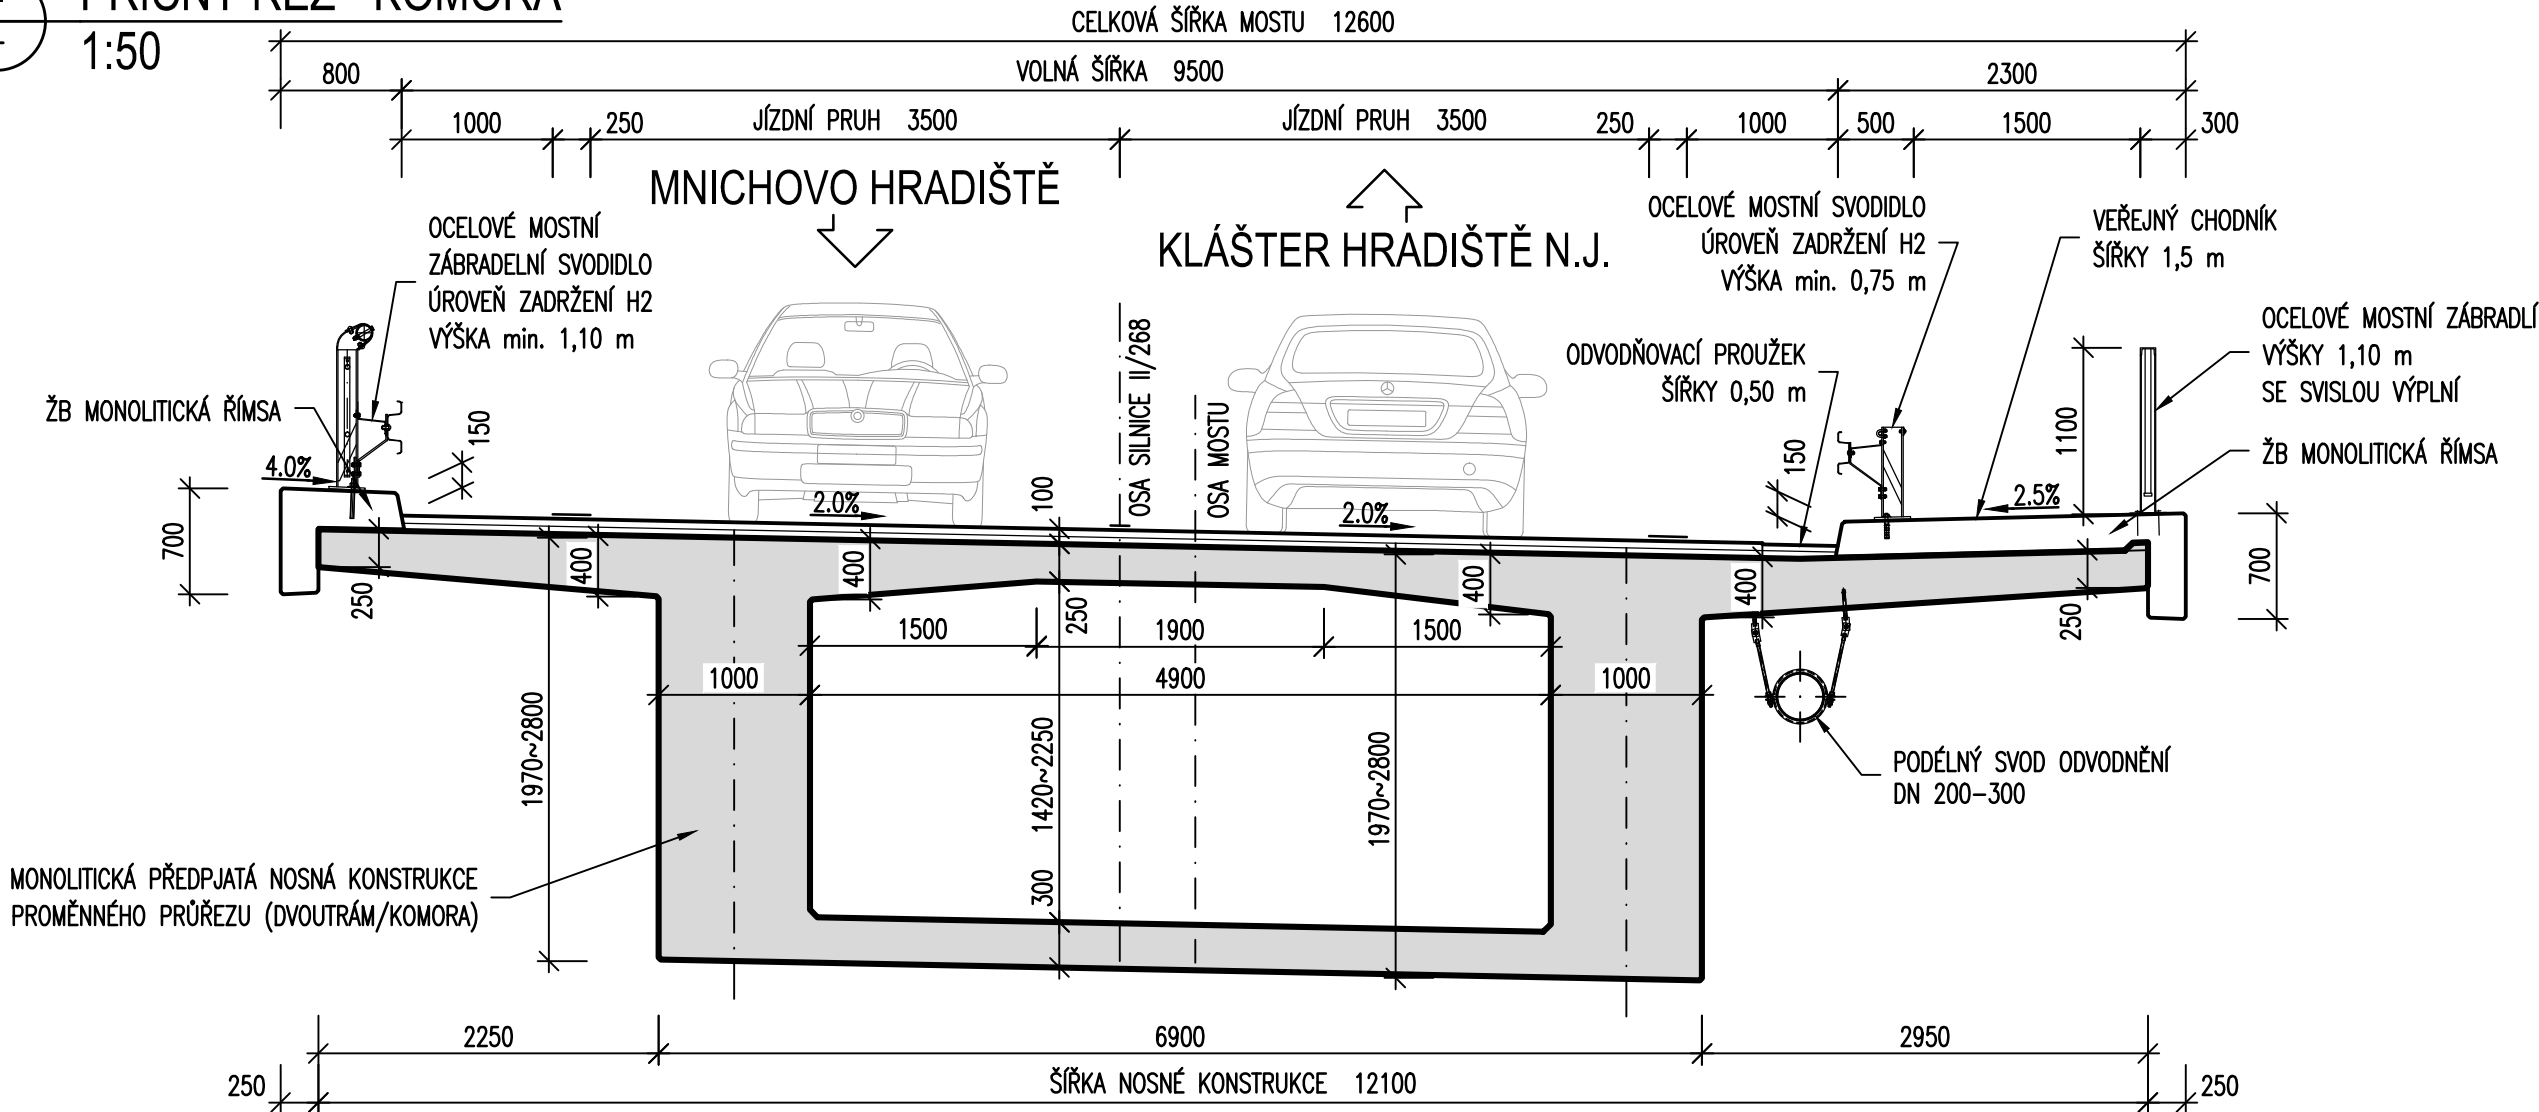 PŘÍČNÝ ŘEZ - KOMORA
1:50
CELKOVÁ ŠÍŘKA MOSTU 12600
800
VOLNÁ ŠÍŘKA 9500
2300
1000
250
JÍZDNÍ PRUH 3500
JÍZDNÍ PRUH 3500
250
1000
500
1500
300
MNICHOVO HRADIŠTĚ
KLÁŠTER HRADIŠTĚ N.J.
OCELOVÉ MOSTNÍ
ZÁBRADELNÍ SVODIDLO
ÚROVEŇ ZADRŽENÍ H2
VÝŠKA min. 1,10 m
OCELOVÉ MOSTNÍ SVODIDLO
ÚROVEŇ ZADRŽENÍ H2
VÝŠKA min. 0,75 m
VEŘEJNÝ CHODNÍK
ŠÍŘKY 1,5 m
OCELOVÉ MOSTNÍ ZÁBRADLÍ
VÝŠKY 1,10 m
SE SVISLOU VÝPLNÍ
ODVODŇOVACÍ PROUŽEK
ŠÍŘKY 0,50 m
ŽB MONOLITICKÁ ŘÍMSA
ŽB MONOLITICKÁ ŘÍMSA
OSA SILNICE II/268
OSA MOSTU
150
150
1100
4.0%
2.0%
100
2.0%
2.5%
700
250
400
400
250
400
400
250
700
1500
1900
1500
1000
4900
1000
1970~2800
1420~2250
1970~2800
300
PODÉLNÝ SVOD ODVODNĚNÍ
DN 200-300
MONOLITICKÁ PŘEDPJATÁ NOSNÁ KONSTRUKCE
PROMĚNNÉHO PRŮŘEZU (DVOUTRÁM/KOMORA)
2250
6900
2950
250
ŠÍŘKA NOSNÉ KONSTRUKCE 12100
250